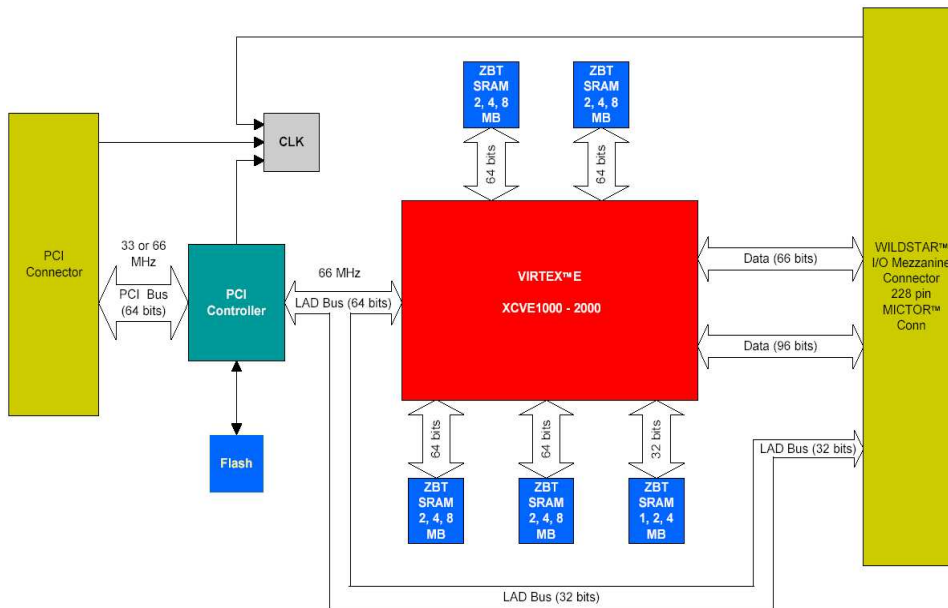 ZBT
SRAM
2, 4, 8
MB
ZBT
SRAM
2, 4, 8
MB
CLK
64 bits
64 bits
PCI
Connector
33 or 66
MHz
PCI Bus
(64 bits)
PCI
Controller
66 MHz
LAD Bus (64 bits)
VIRTEX™E
XCVE1000 - 2000
Data (66 bits)
Data (96 bits)
WILDSTAR™
I/O Mezzanine
Connector
228 pin
MICTOR™
Conn
Flash
64 bits
64 bits
32 bits
ZBT
SRAM
2, 4, 8
MB
ZBT
SRAM
2, 4, 8
MB
ZBT
SRAM
1, 2, 4
MB
LAD Bus (32 bits)
LAD Bus (32 bits)